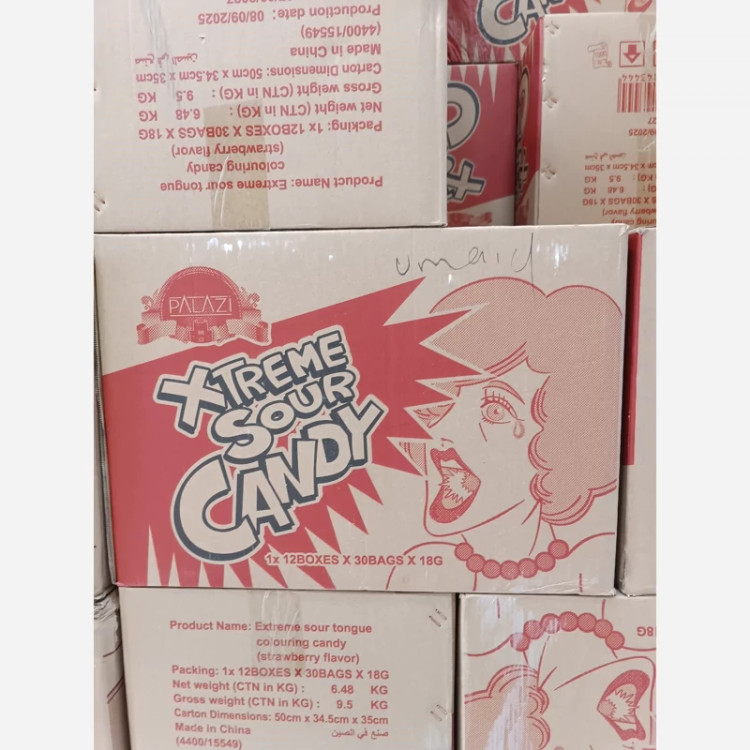 Product Name: Extreme sour tongue
colouring candy
(strawberry flavor)
Packing: 1x 12BOXES X 30BAGS X 18G
Net weight (CTN in KG) : 6.48 KG
Gross weight (CTN in KG) : 9.5 KG
Carton Dimensions: 50cm x 34.5cm x 35cm
Made in China صنع في الصين
(4400/15549)
Production date: 08/09/2025
CANDY
umaid
PALAZI
XTREME
SOUR
CANDY
1x 12BOXES X 30BAGS X 18G
Product Name: Extreme sour tongue
colouring candy
(strawberry flavor)
Packing: 1x 12BOXES X 30BAGS X 18G
Net weight (CTN in KG) : 6.48 KG
Gross weight (CTN in KG) : 9.5 KG
Carton Dimensions: 50cm x 34.5cm x 35cm
Made in China صنع في الصين
(4400/15549)
18G